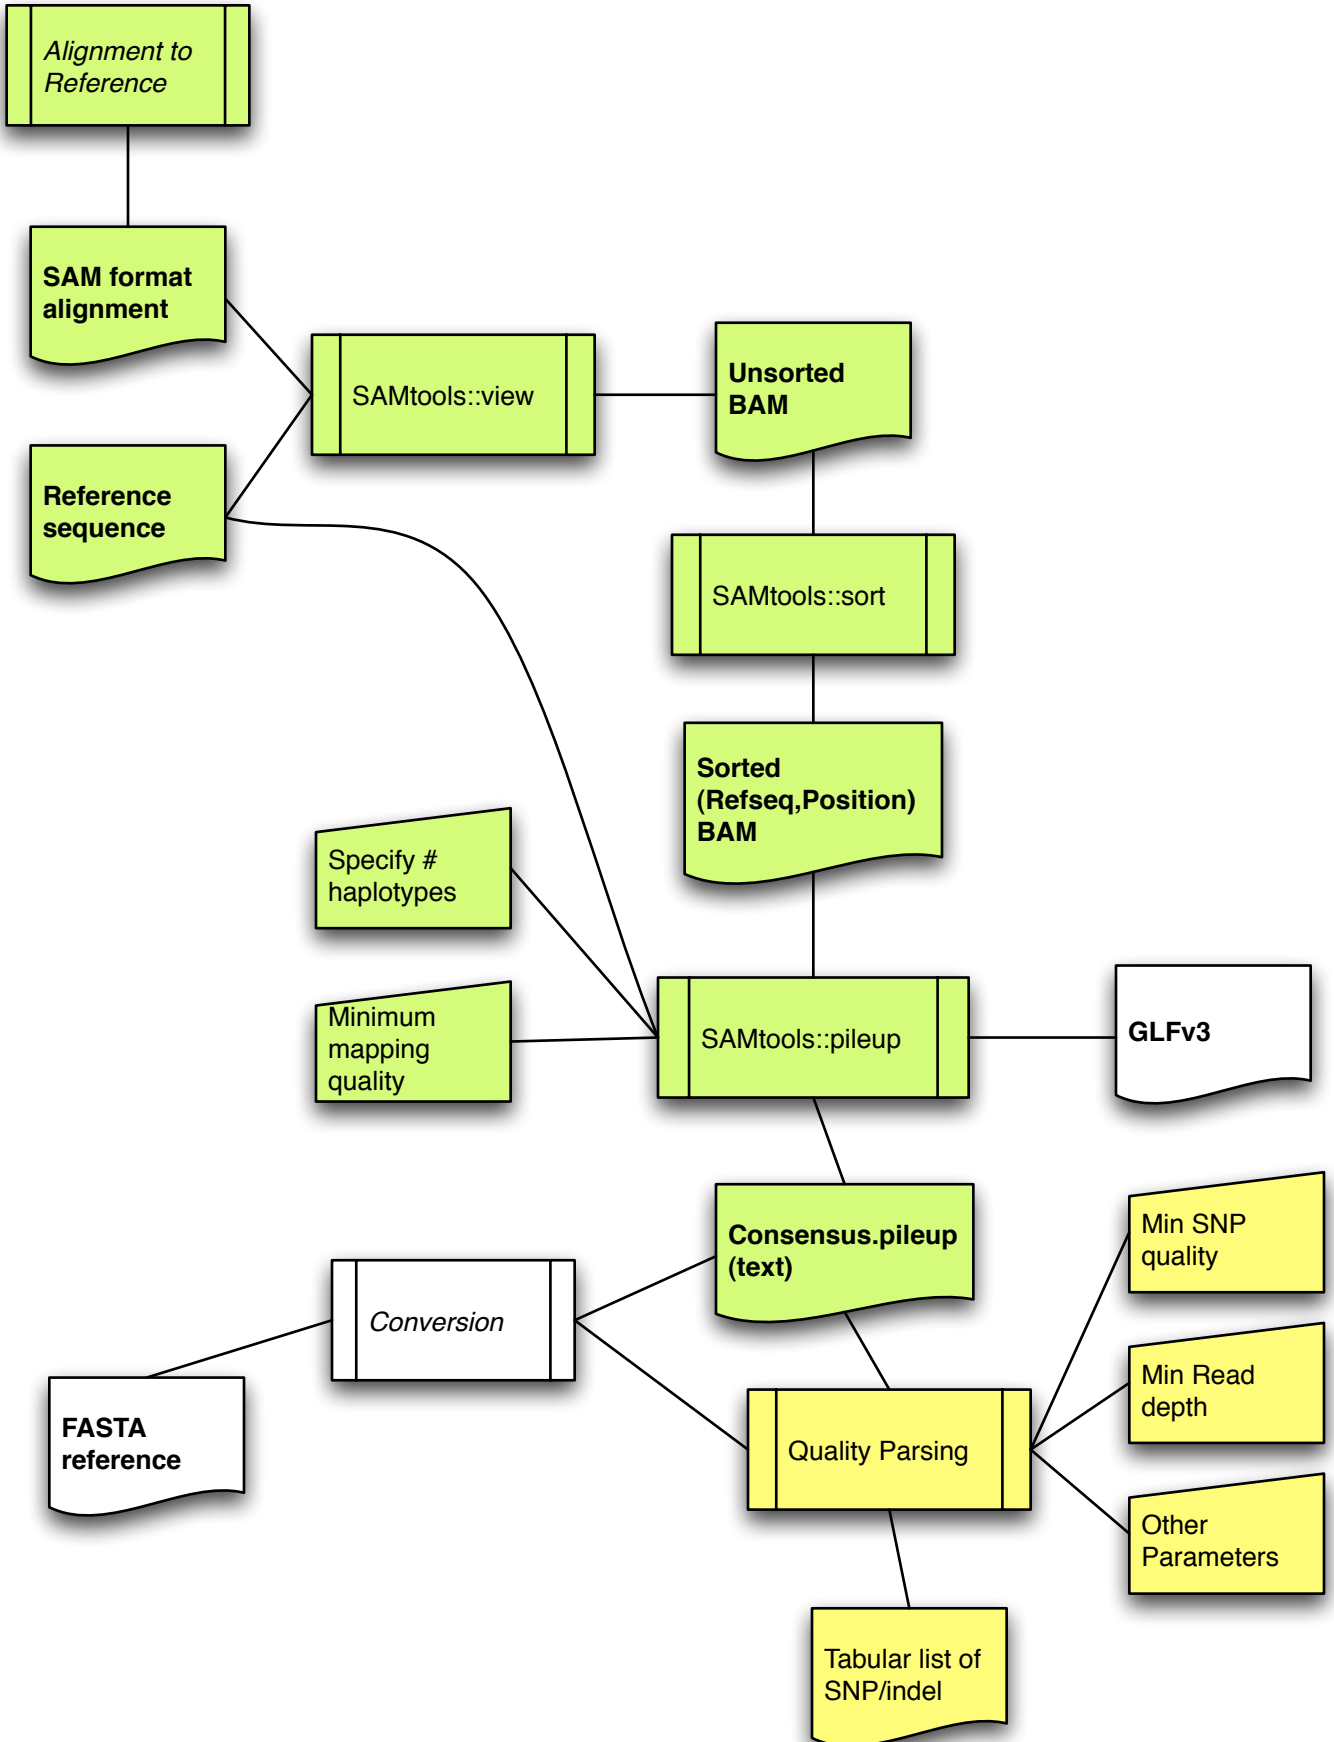 Alignment to
Reference
SAM format
alignment
SAMtools::view
Unsorted
BAM
Reference
sequence
SAMtools::sort
Sorted
(Refseq,Position)
BAM
Specify #
haplotypes
Minimum
mapping
quality
SAMtools::pileup
GLFv3
Consensus.pileup
(text)
Min SNP
quality
Conversion
Min Read
depth
FASTA
reference
Quality Parsing
Other
Parameters
Tabular list of
SNP/indel